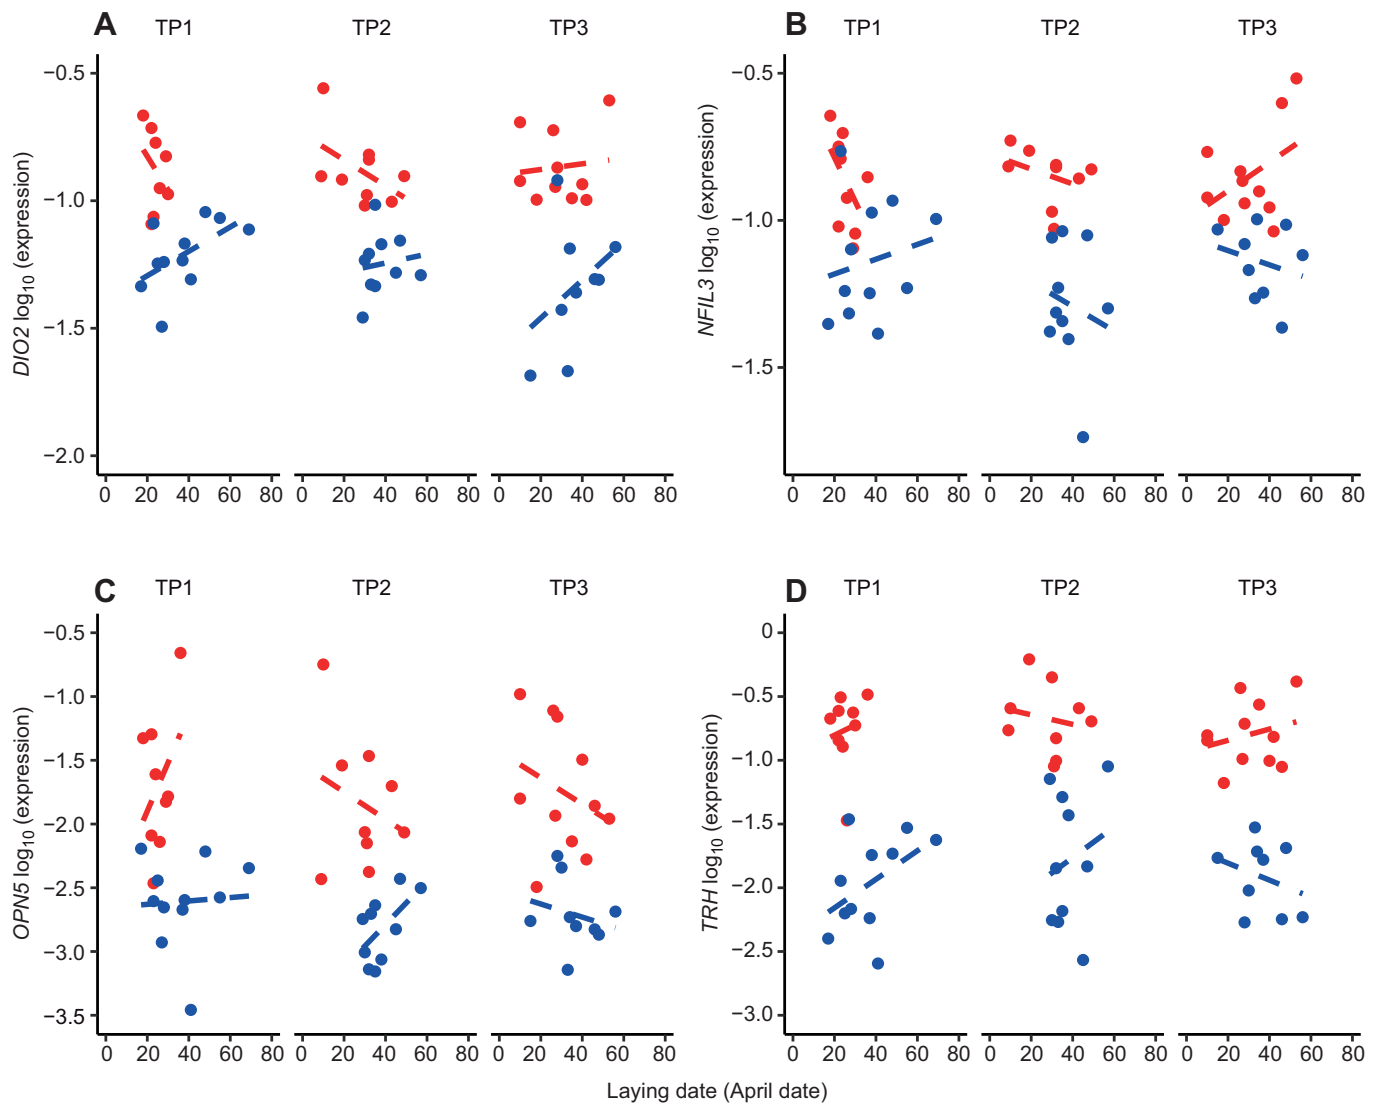 A TP1 TP2 TP3
−0.5
−1.0
−1.5
−2.0
DIO2 log10 (expression)
0 20 40 60 80 0 20 40 60 80 0 20 40 60 80
B TP1 TP2 TP3
−0.5
−1.0
−1.5
NFIL3 log10 (expression)
0 20 40 60 80 0 20 40 60 80 0 20 40 60 80
C TP1 TP2 TP3
−0.5
−1.0
−1.5
−2.0
−2.5
−3.0
−3.5
OPN5 log10 (expression)
0 20 40 60 80 0 20 40 60 80 0 20 40 60 80
D TP1 TP2 TP3
0
−0.5
−1.0
−1.5
−2.0
−2.5
−3.0
TRH log10 (expression)
0 20 40 60 80 0 20 40 60 80 0 20 40 60 80
Laying date (April date)